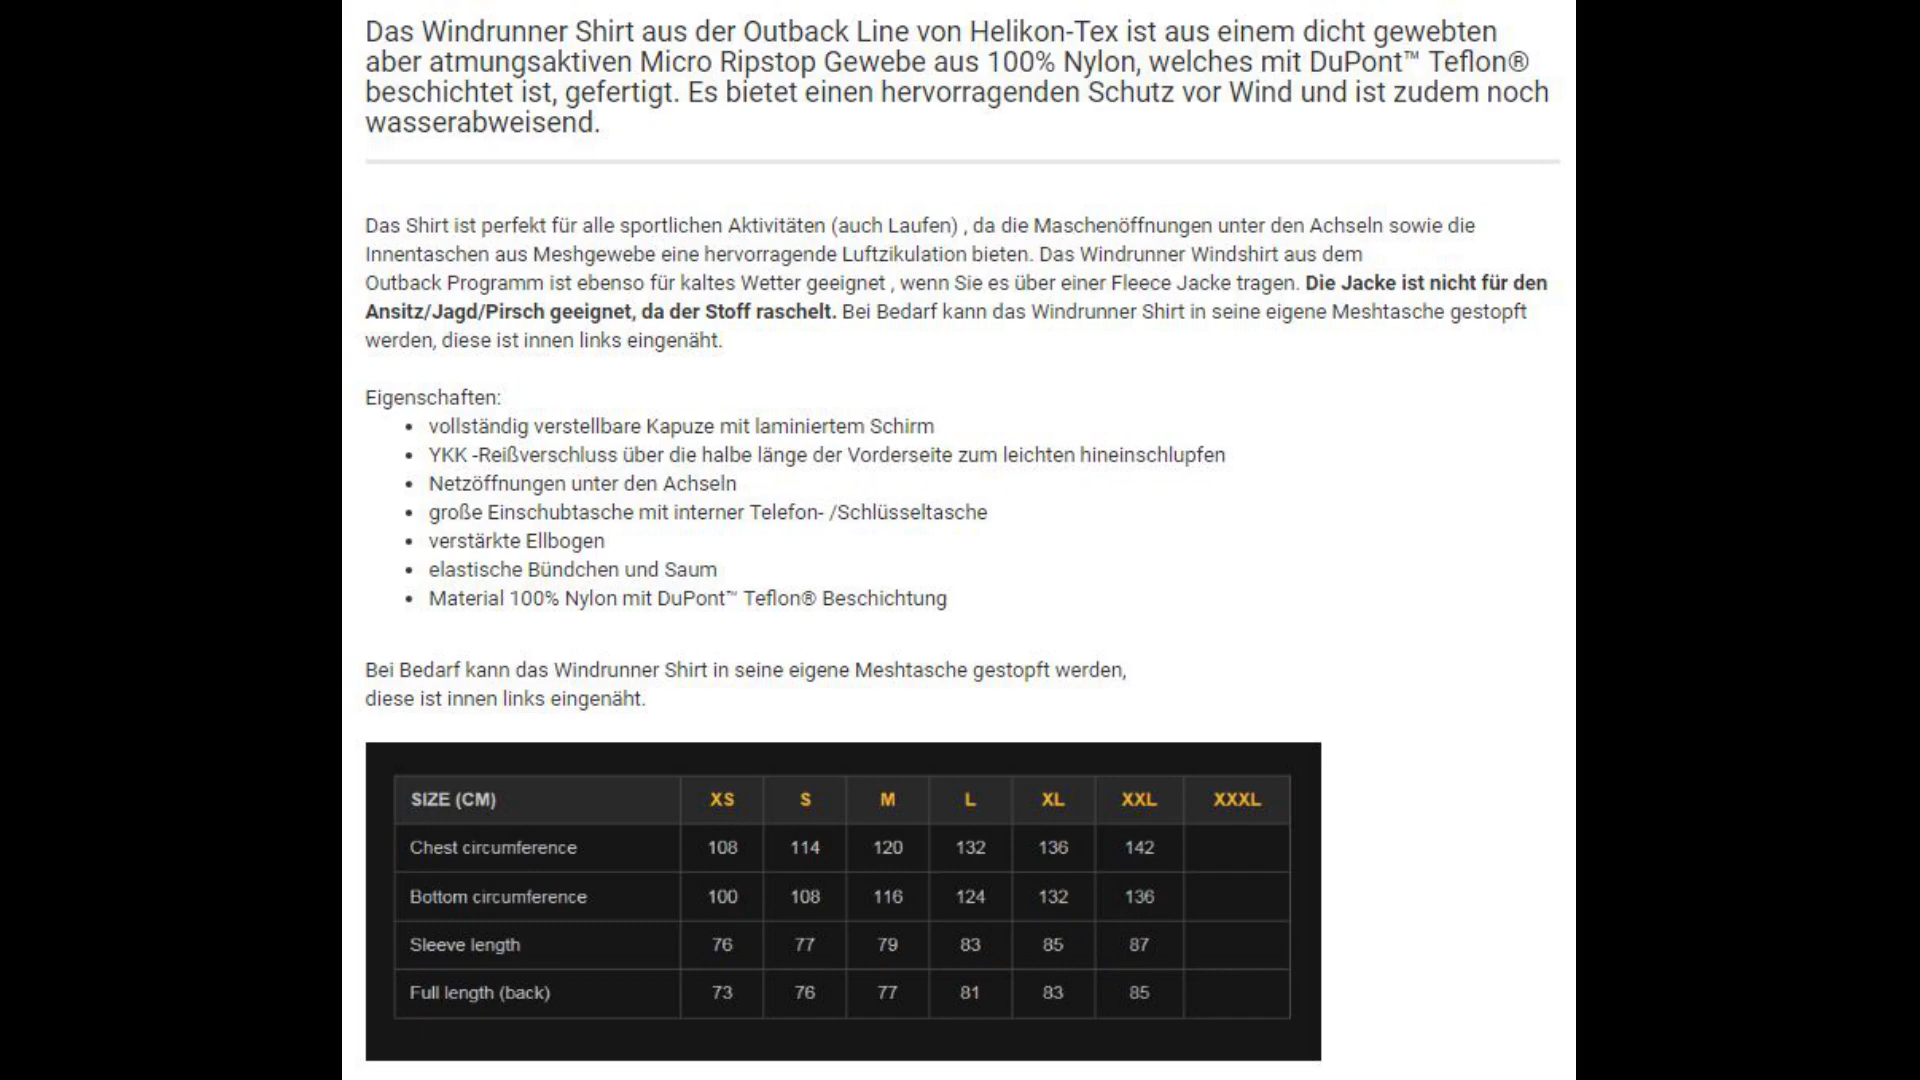 Das Windrunner Shirt aus der Outback Line von Helikon-Tex ist aus einem dicht gewebten
aber atmungsaktiven Micro Ripstop Gewebe aus 100% Nylon, welches mit DuPont™ Teflon®
beschichtet ist, gefertigt. Es bietet einen hervorragenden Schutz vor Wind und ist zudem noch
wasserabweisend.
Das Shirt ist perfekt für alle sportlichen Aktivitäten (auch Laufen) , da die Maschenöffnungen unter den Achseln sowie die
Innentaschen aus Meshgewebe eine hervorragende Luftzikulation bieten. Das Windrunner Windshirt aus dem
Outback Programm ist ebenso für kaltes Wetter geeignet , wenn Sie es über einer Fleece Jacke tragen. Die Jacke ist nicht für den
Ansitz/Jagd/Pirsch geeignet, da der Stoff raschelt. Bei Bedarf kann das Windrunner Shirt in seine eigene Meshtasche gestopft
werden, diese ist innen links eingenäht.
Eigenschaften:
• vollständig verstellbare Kapuze mit laminiertem Schirm
• YKK -Reißverschluss über die halbe länge der Vorderseite zum leichten hineinschlupfen
• Netzöffnungen unter den Achseln
• große Einschubtasche mit interner Telefon- /Schlüsseltasche
• verstärkte Ellbogen
• elastische Bündchen und Saum
• Material 100% Nylon mit DuPont™ Teflon® Beschichtung
Bei Bedarf kann das Windrunner Shirt in seine eigene Meshtasche gestopft werden,
diese ist innen links eingenäht.
SIZE (CM) XS S M L XL XXL XXXL
Chest circumference 108 114 120 132 136 142
Bottom circumference 100 108 116 124 132 136
Sleeve length 76 77 79 83 85 87
Full length (back) 73 76 77 81 83 85